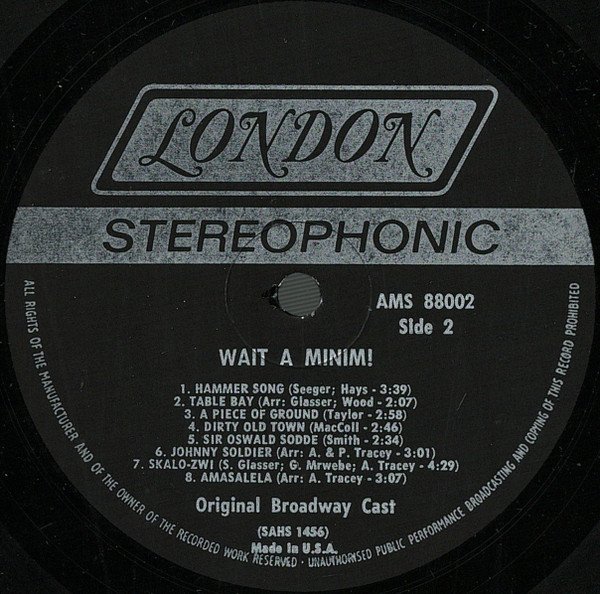 LONDON
STEREOPHONIC
AMS 88002
Side 2
WAIT A MINIM!
1. HAMMER SONG (Seeger; Hays - 3:39)
2. TABLE BAY (Arr: Glasser; Wood - 2:07)
3. A PIECE OF GROUND (Taylor - 2:58)
4. DIRTY OLD TOWN (MacColl - 2:46)
5. SIR OSWALD SODDE (Smith - 2:34)
6. JOHNNY SOLDIER (Arr: A. & P. Tracey - 3:01)
7. SKALO-ZWI (S. Glasser; G. Mrwebe; A. Tracey - 4:29)
8. AMASALELA (Arr: A. Tracey - 3:07)
Original Broadway Cast
(SAHS 1456)
Made In U.S.A.
ALL RIGHTS OF THE MANUFACTURER AND OF THE OWNER OF THE RECORDED WORK RESERVED - UNAUTHORISED PUBLIC PERFORMANCE BROADCASTING AND COPYING OF THIS RECORD PROHIBITED